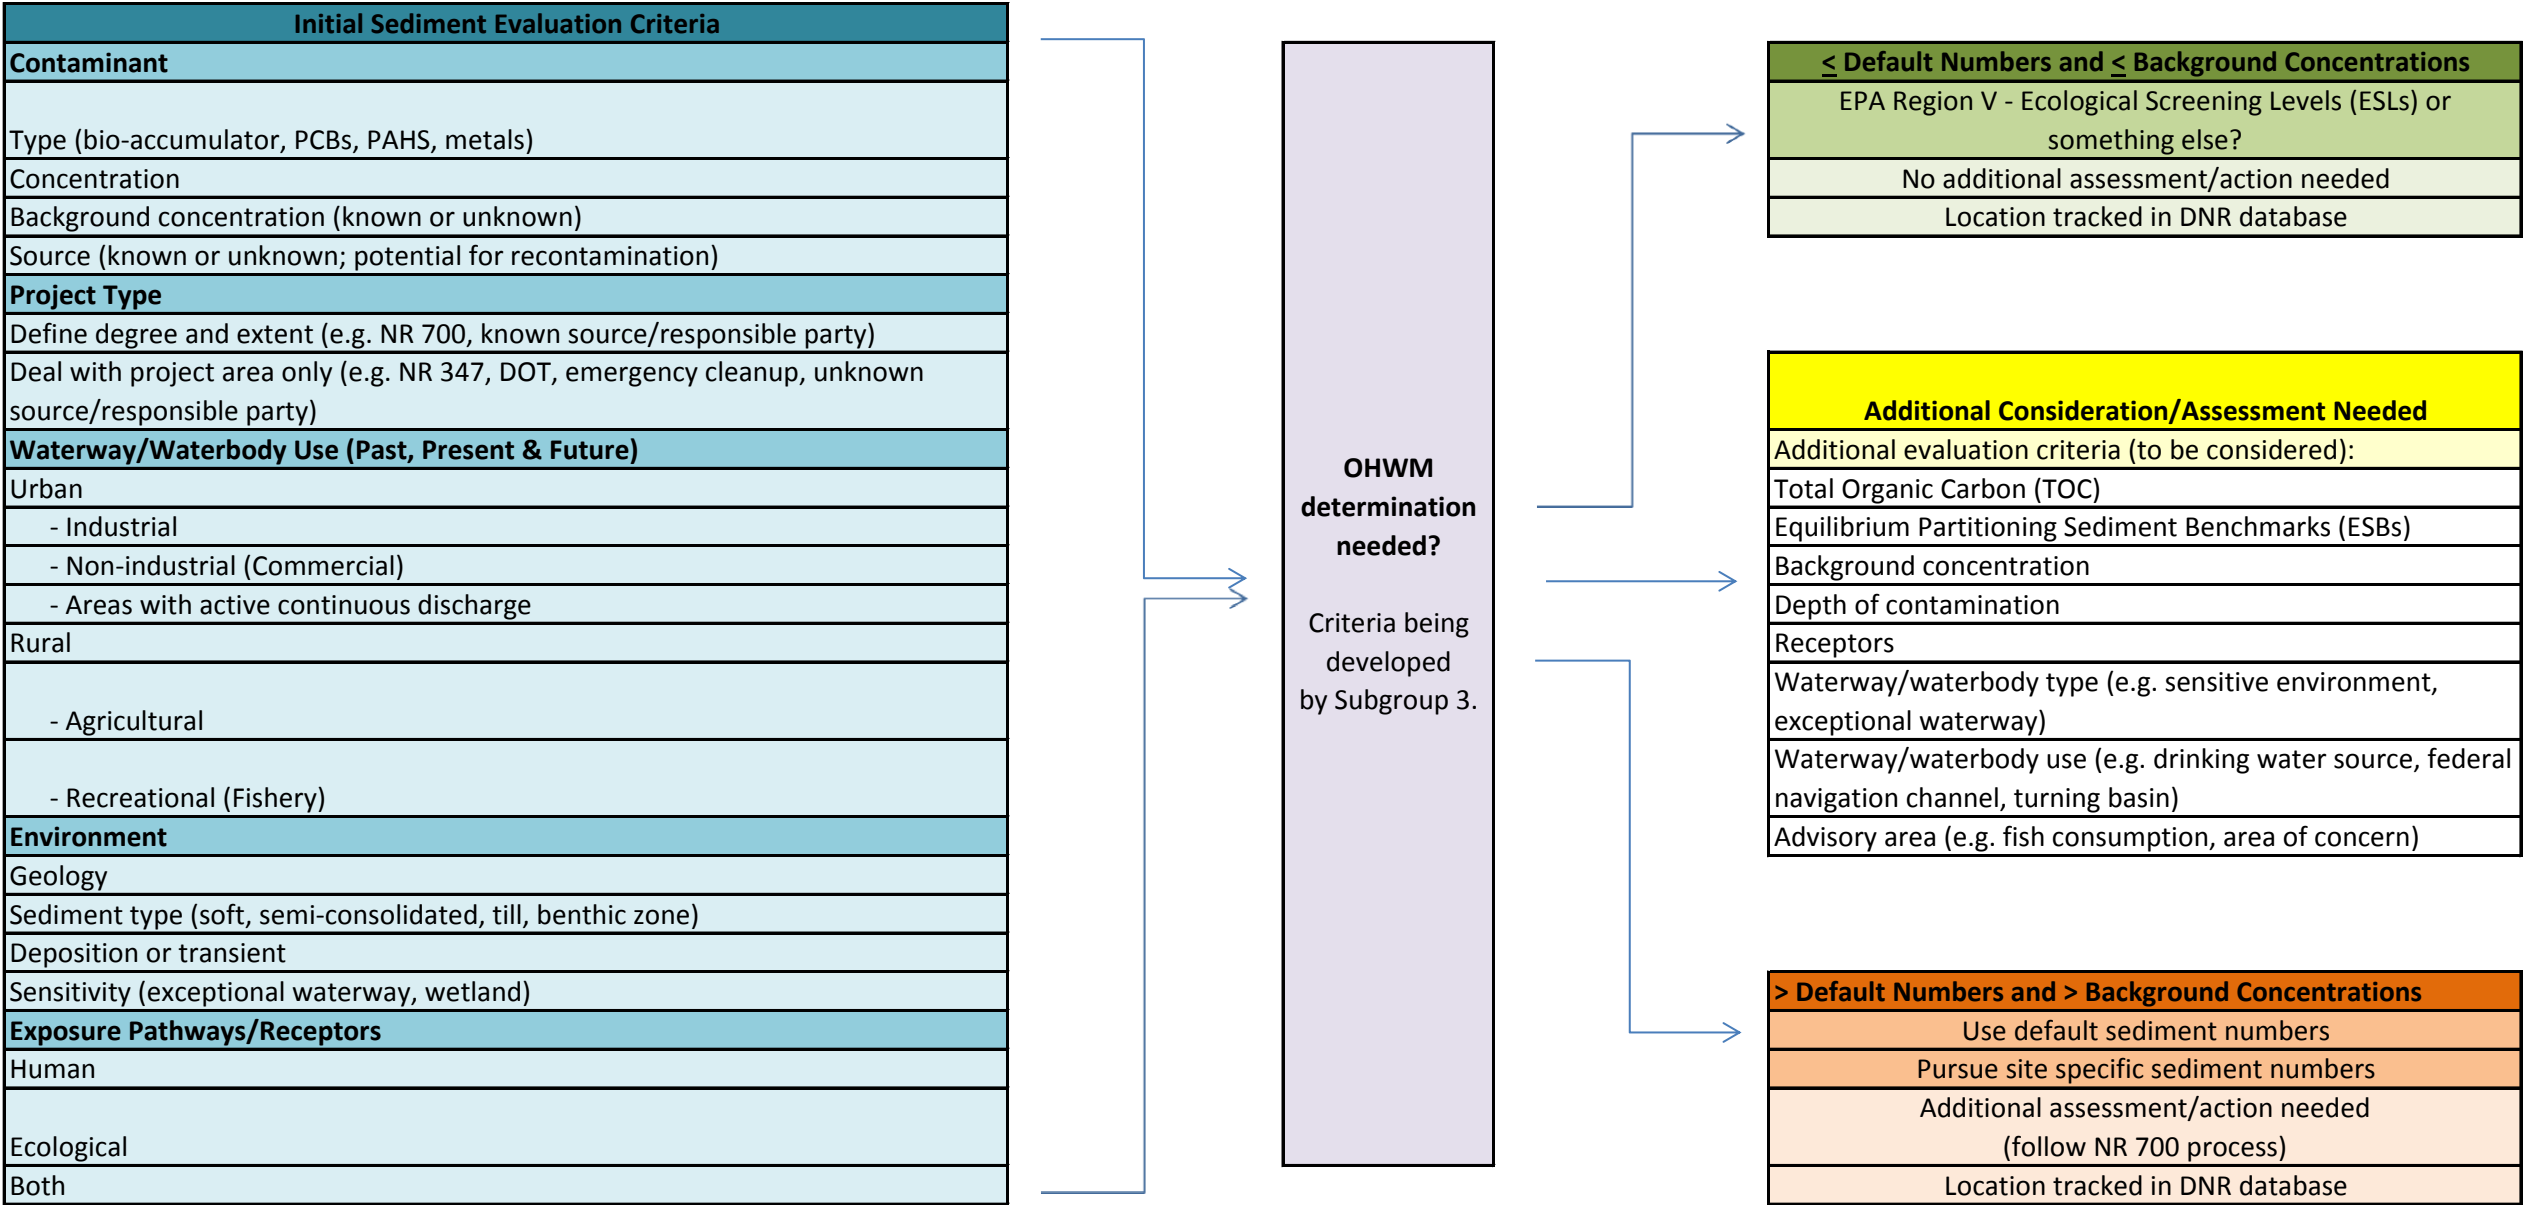 Initial Sediment Evaluation Criteria
Contaminant
Type (bio-accumulator, PCBs, PAHS, metals)
Concentration
Background concentration (known or unknown)
Source (known or unknown; potential for recontamination)
Project Type
Define degree and extent (e.g. NR 700, known source/responsible party)
Deal with project area only (e.g. NR 347, DOT, emergency cleanup, unknown
source/responsible party)
Waterway/Waterbody Use (Past, Present & Future)
Urban
- Industrial
- Non-industrial (Commercial)
- Areas with active continuous discharge
Rural
- Agricultural
- Recreational (Fishery)
Environment
Geology
Sediment type (soft, semi-consolidated, till, benthic zone)
Deposition or transient
Sensitivity (exceptional waterway, wetland)
Exposure Pathways/Receptors
Human
Ecological
Both
OHWM
determination
needed?
Criteria being
developed
by Subgroup 3.
< Default Numbers and < Background Concentrations
EPA Region V - Ecological Screening Levels (ESLs) or
something else?
No additional assessment/action needed
Location tracked in DNR database
Additional Consideration/Assessment Needed
Additional evaluation criteria (to be considered):
Total Organic Carbon (TOC)
Equilibrium Partitioning Sediment Benchmarks (ESBs)
Background concentration
Depth of contamination
Receptors
Waterway/waterbody type (e.g. sensitive environment,
exceptional waterway)
Waterway/waterbody use (e.g. drinking water source, federal
navigation channel, turning basin)
Advisory area (e.g. fish consumption, area of concern)
> Default Numbers and > Background Concentrations
Use default sediment numbers
Pursue site specific sediment numbers
Additional assessment/action needed
(follow NR 700 process)
Location tracked in DNR database